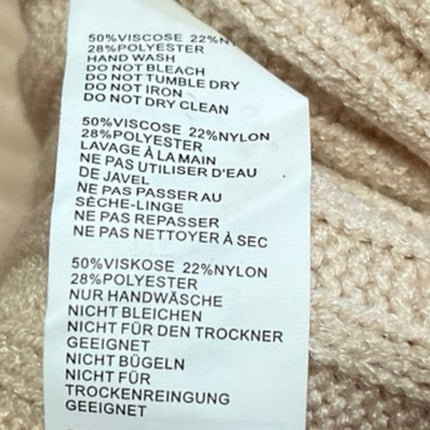 50%VISCOSE 22%N
28%POLYESTER
HAND WASH
DO NOT BLEACH
DO NOT TUMBLE DRY
DO NOT IRON
DO NOT DRY CLEAN
50%VISCOSE 22%NYLON
28%POLYESTER
LAVAGE À LA MAIN
NE PAS UTILISER D'EAU
DE JAVEL
NE PAS PASSER AU
SÈCHE-LINGE
NE PAS REPASSER
NE PAS NETTOYER À SEC
50%VISKOSE 22%NYLON
28%POLYESTER
NUR HANDWÄSCHE
NICHT BLEICHEN
NICHT FÜR DEN TROCKNER
GEEIGNET
NICHT BÜGELN
NICHT FÜR
TROCKENREINGUNG
GEEIGNET